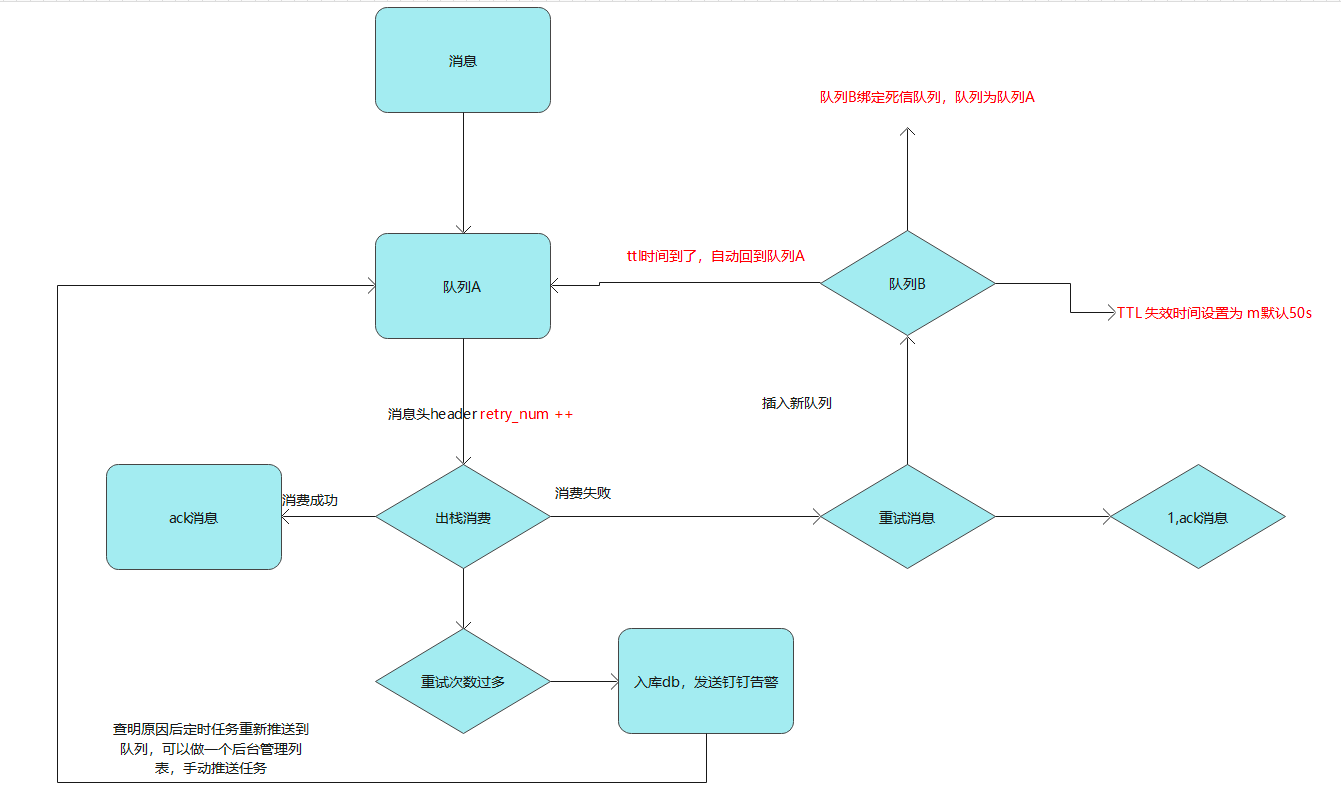 消息
队列B绑定死信队列，队列为队列A
ttl时间到了，自动回到队列A
队列A
队列B
TTL 失效时间设置为 m默认50s
消息头header retry_num ++
插入新队列
消费成功
消费失败
ack消息
出栈消费
重试消息
1,ack消息
重试次数过多
入库db，发送钉钉告警
查明原因后定时任务重新推送到
队列，可以做一个后台管理列
表，手动推送任务